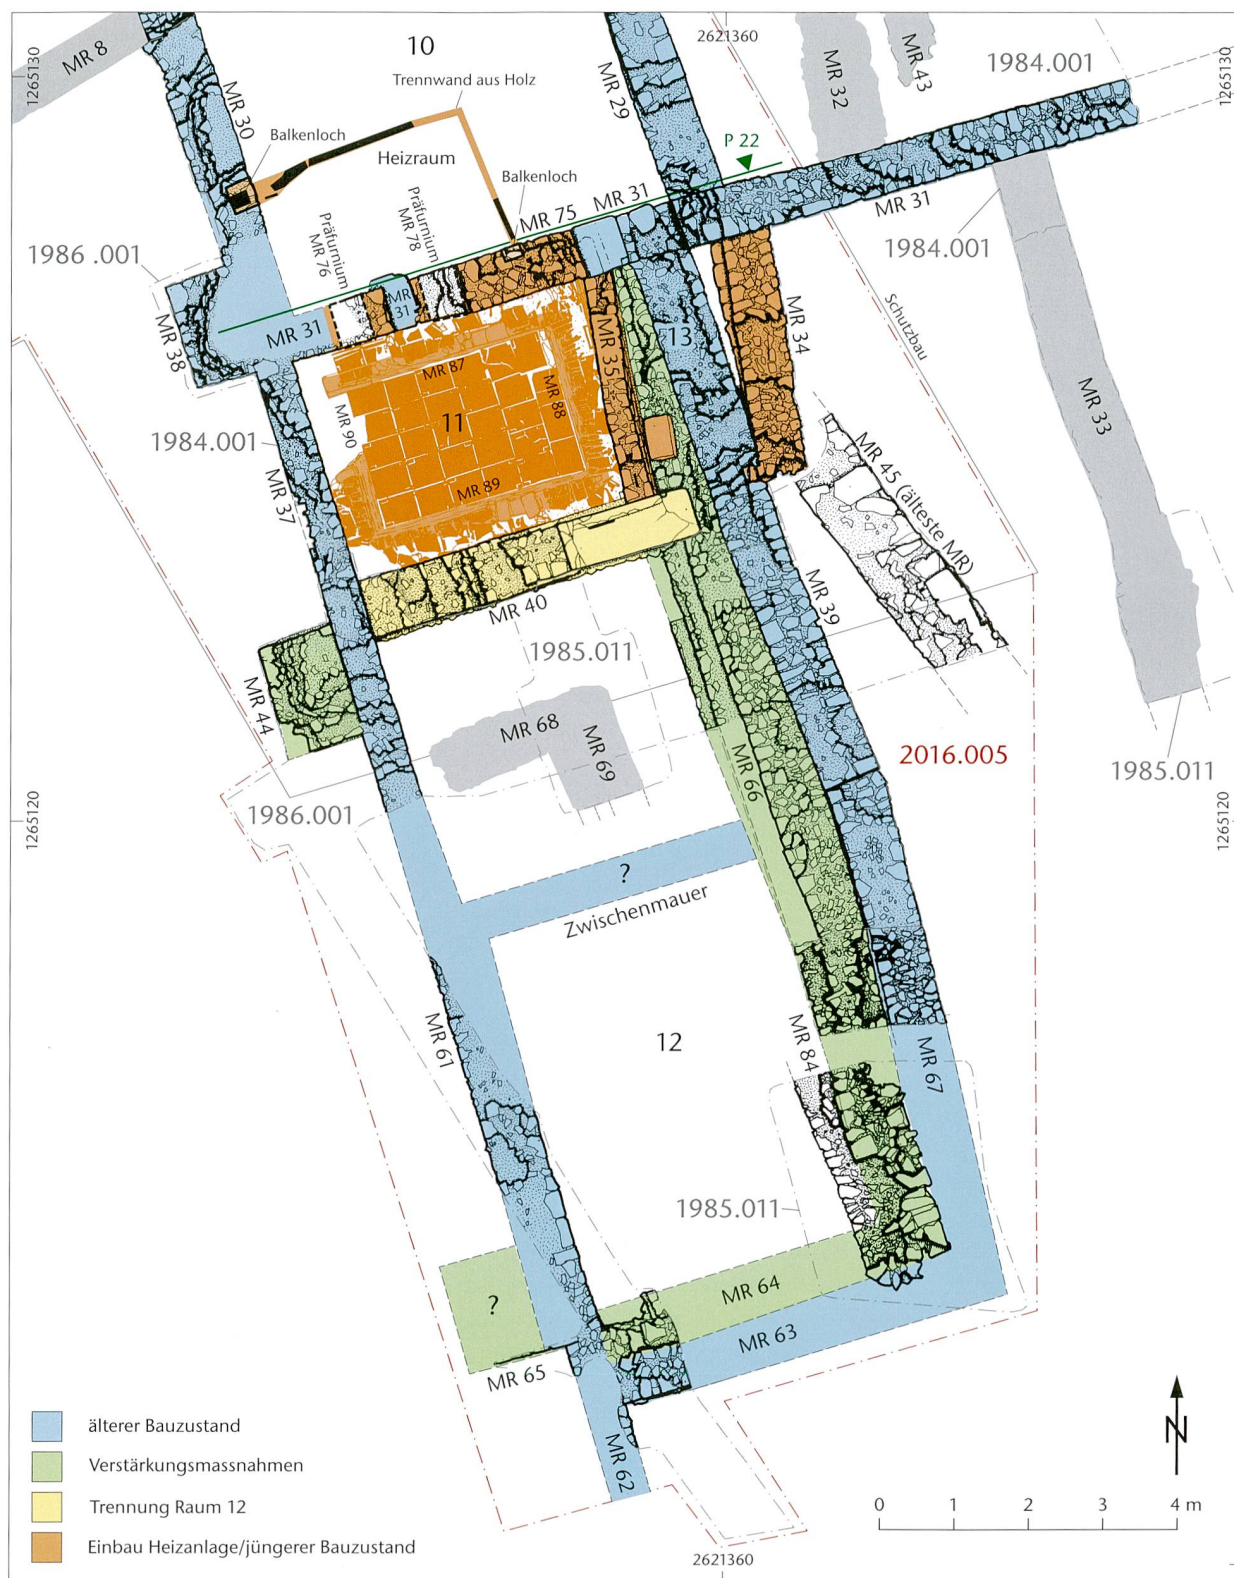 MR 8
10
2621360
MR 43
1984.001
1265130
1265130
Trennwand aus Holz
MR 32
MR 30
MR 29
Balkenloch
Heizraum
P 22
Balkenloch
MR 31
MR 75
MR 31
Präfurnium
MR 76
Präfurnium
MR 78
1986 .001
1984.001
MR 31
MR
31
MR 38
13
MR 34
Schutzbau
MR 35
MR 87
MR 88
MR 33
MR 90
11
1984.001
MR 89
MR 37
MR 45 (älteste MR)
MR 40
MR 39
1985.011
MR 44
MR 68
MR 69
MR 66
2016.005
1985.011
1986.001
1265120
1265120
?
Zwischenmauer
MR 61
12
MR 84
MR 67
1985.011
MR 64
?
MR 63
MR 65
MR 62
N
älterer Bauzustand
Verstärkungsmassnahmen
Trennung Raum 12
Einbau Heizanlage/jüngerer Bauzustand
0 1 2 3 4 m
2621360